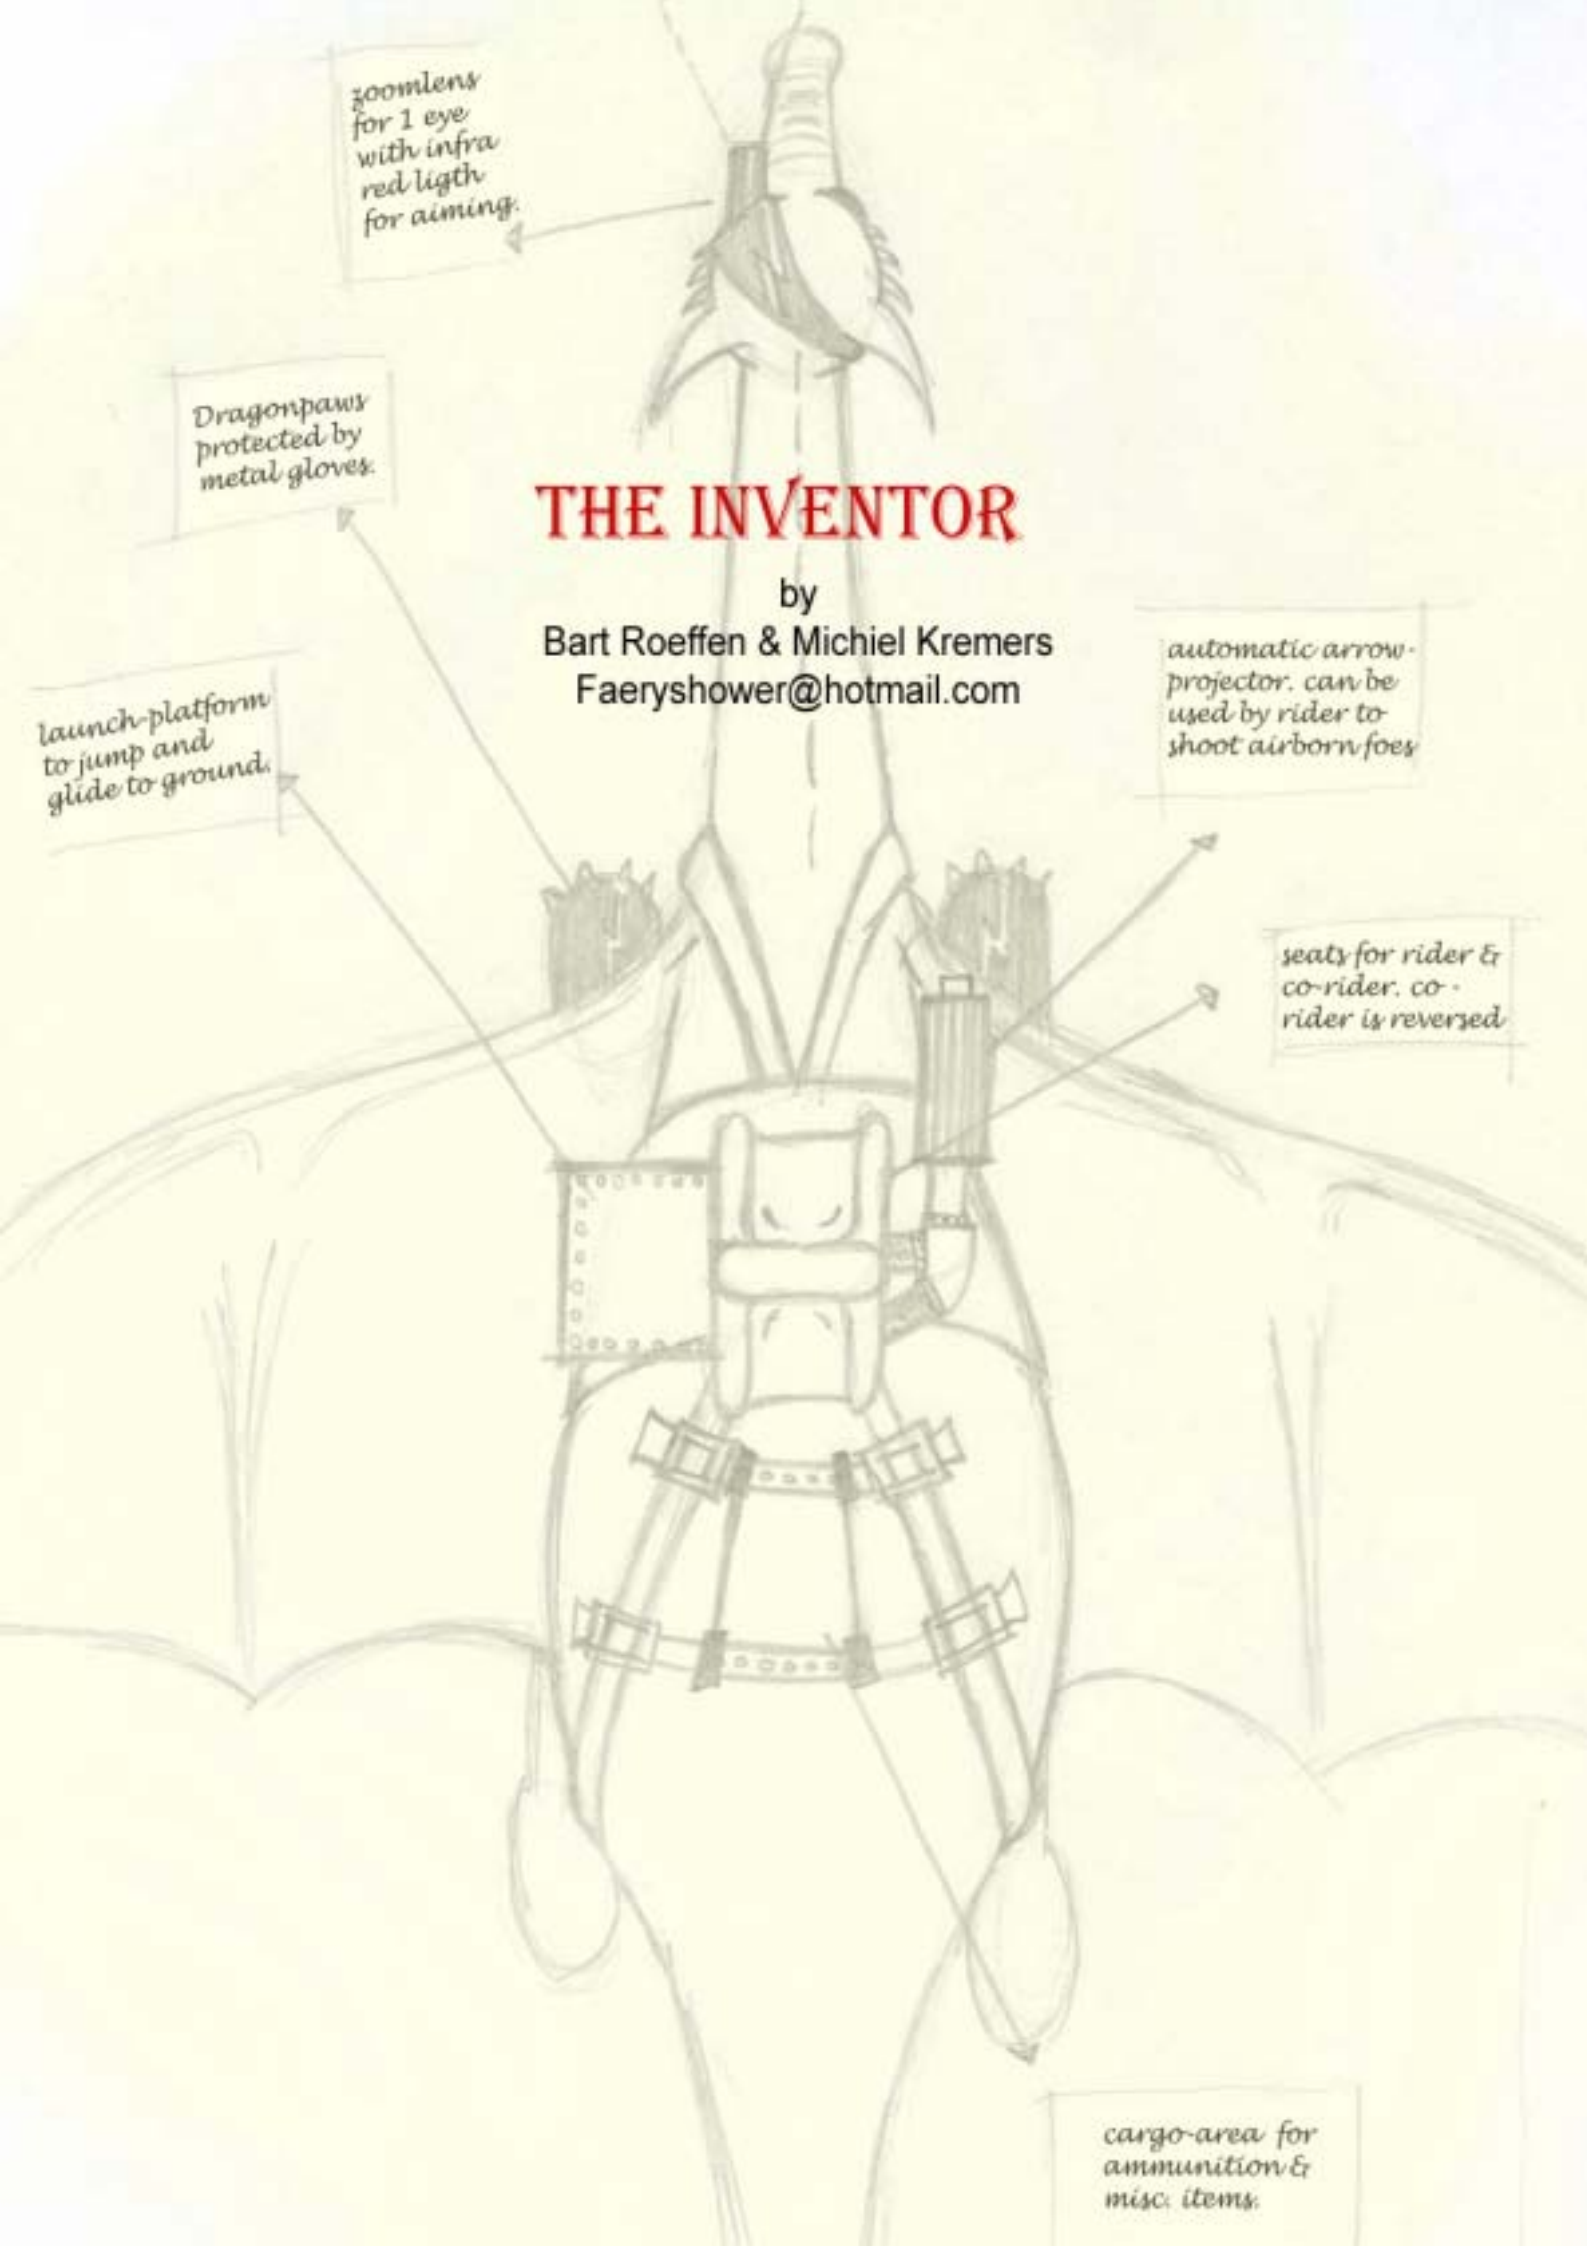 zoomlens
for 1 eye
with infra
red ligth
for aiming.
Dragonpaws
protected by
metal gloves.
THE INVENTOR
by
Bart Roeffen & Michiel Kremers
Faeryshower@hotmail.com
launch-platform
to jump and
glide to ground.
automatic arrow-
projector. can be
used by rider to
shoot airborn foes
seats for rider &
co-rider. co-
rider is reversed
cargo-area for
ammunition &
misc. items.